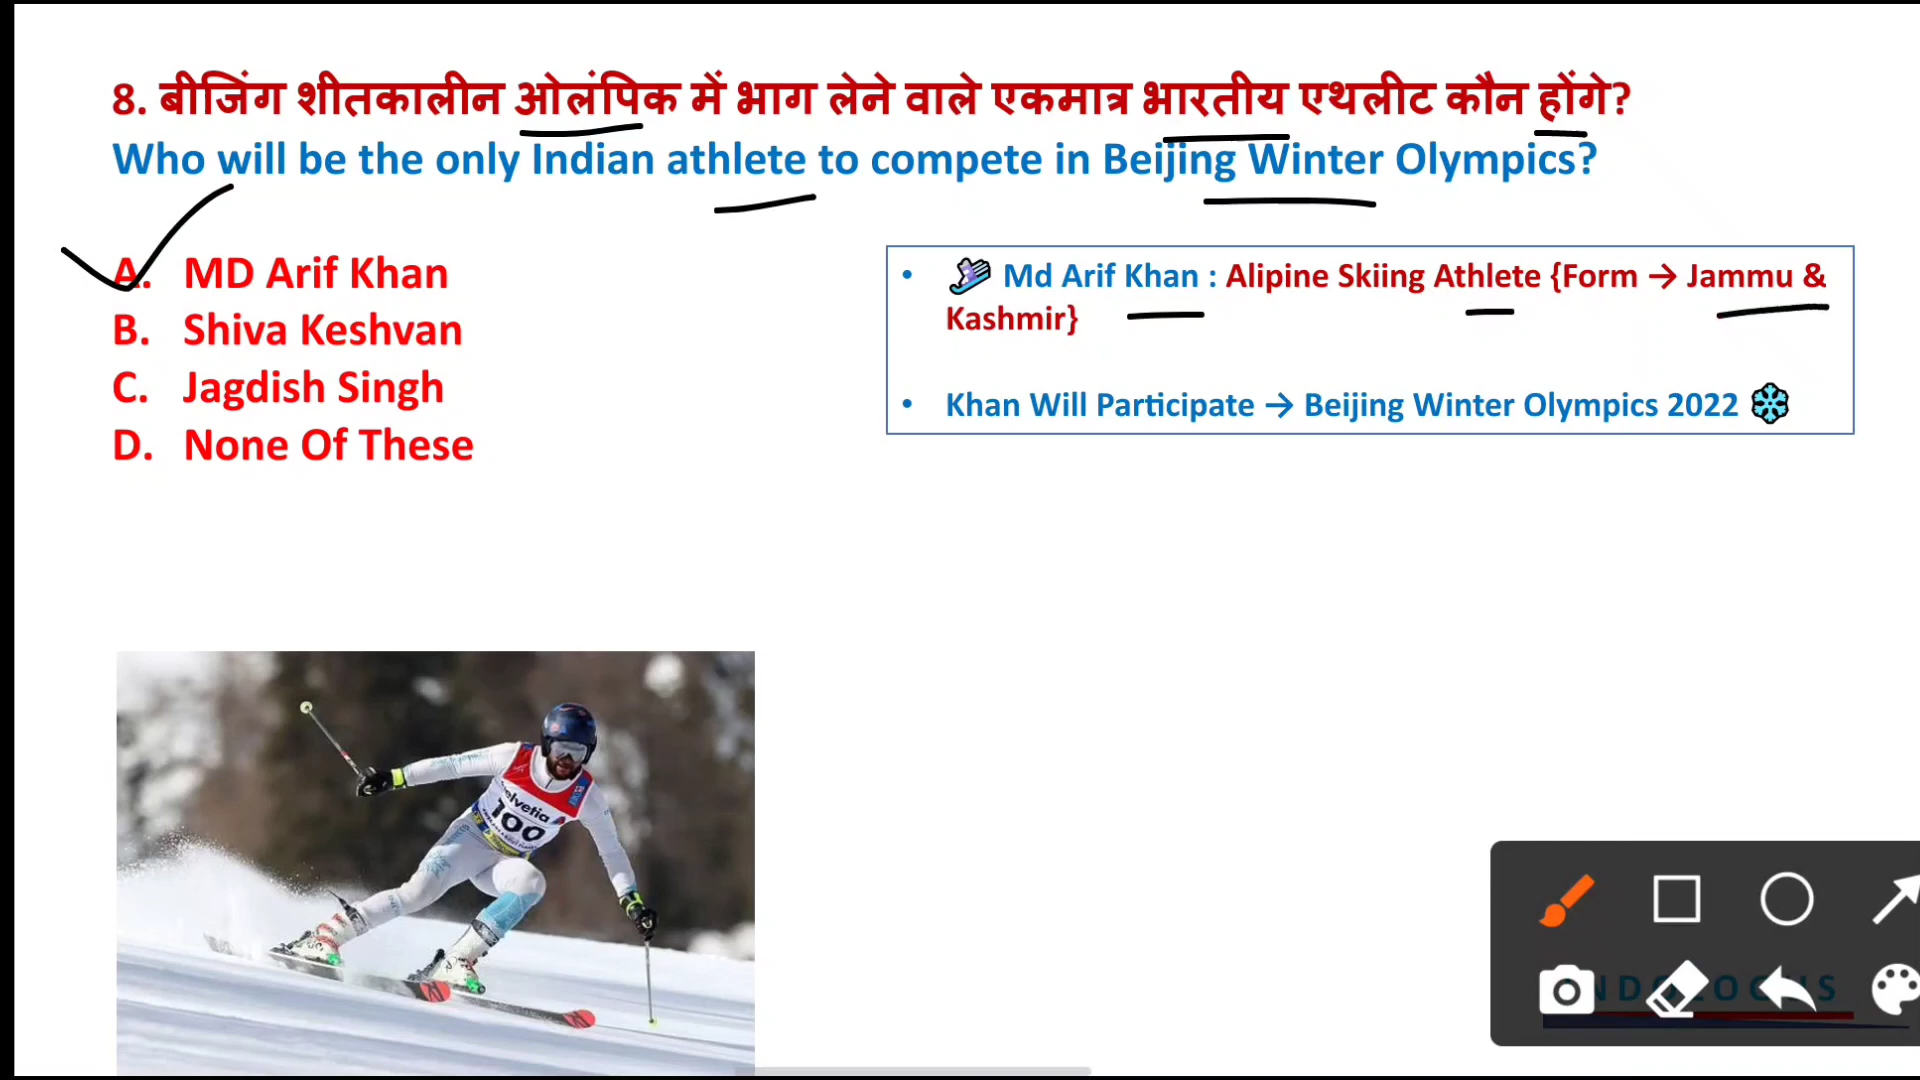 8. बीजिंग शीतकालीन ओलंपिक में भाग लेने वाले एकमात्र भारतीय एथलीट कौन होंगे?
Who will be the only Indian athlete to compete in Beijing Winter Olympics?
A. MD Arif Khan
B. Shiva Keshvan
C. Jagdish Singh
D. None Of These
• Md Arif Khan : Alipine Skiing Athlete {Form → Jammu &
Kashmir}
• Khan Will Participate → Beijing Winter Olympics 2022
helvetia
100